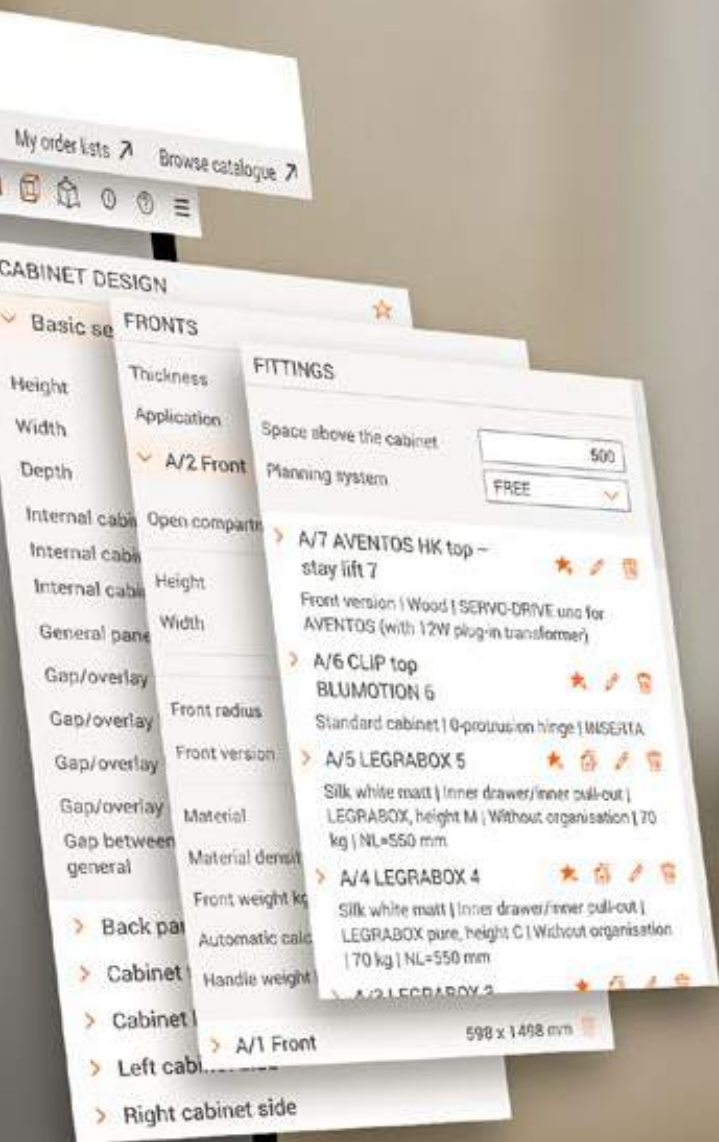 My order lists
Browse catalogue
CABINET DESIGN
Basic se
Height
Width
Depth
Internal cabin
Internal cabin
Internal cabin
General pane
Gap/overlay
Gap/overlay
Gap/overlay
Gap/overlay
Gap between
general
Back pa
Cabinet
Cabinet
Left cabi
Right cabinet side
FRONTS
Thickness
Application
A/2 Front
Open compartm
Height
Width
Front radius
Front version
Material
Material densit
Front weight kg
Automatic calc
Handle weight
A/1 Front 598 x 1498 mm
FITTINGS
Space above the cabinet 500
Planning system FREE
A/7 AVENTOS HK top –
stay lift 7
Front version | Wood | SERVO-DRIVE uno for
AVENTOS (with 12W plug-in transformer)
A/6 CLIP top
BLUMOTION 6
Standard cabinet | 0-protrusion hinge | INSERTA
A/5 LEGRABOX 5
Silk white matt | Inner drawer/inner pull-out |
LEGRABOX, height M | Without organisation | 70
kg | NL=550 mm
A/4 LEGRABOX 4
Silk white matt | Inner drawer/inner pull-out |
LEGRABOX pure, height C | Without organisation
| 70 kg | NL=550 mm
A/3 LEGRABOX 3